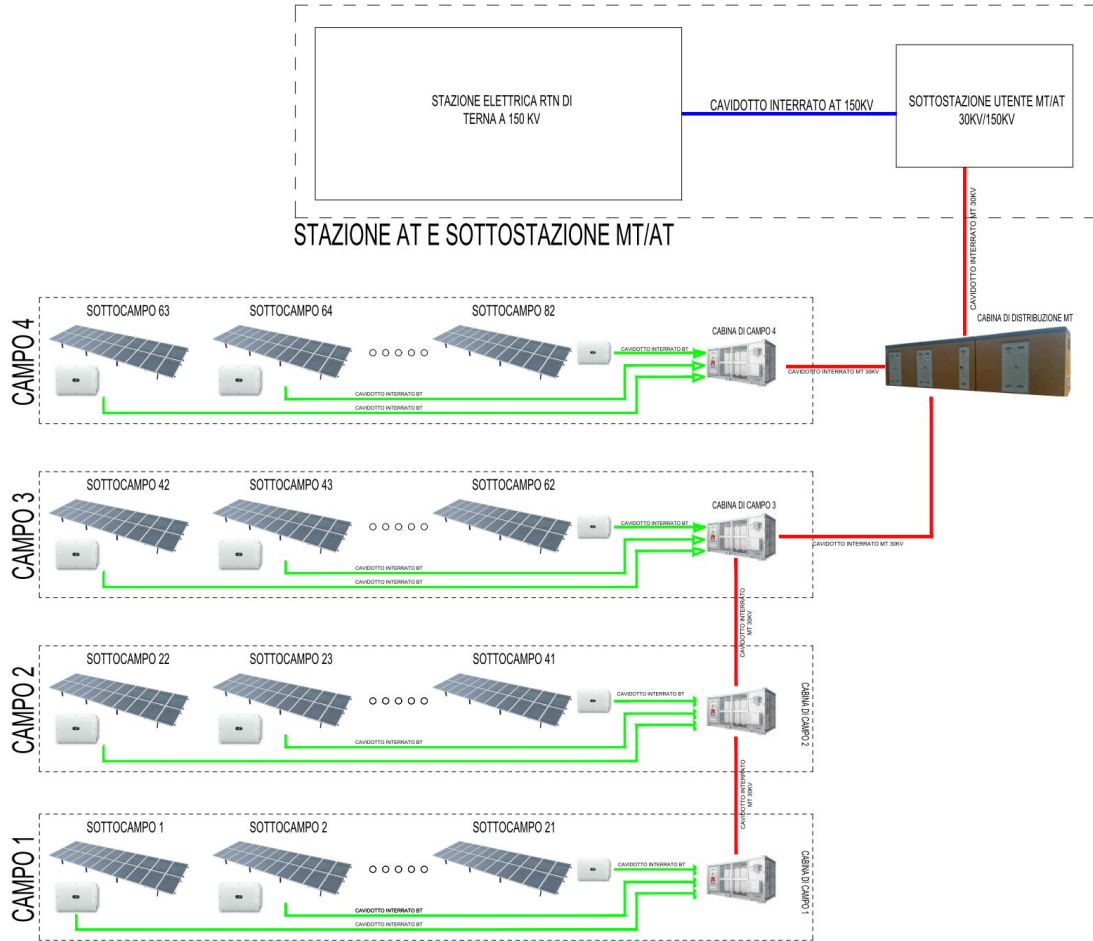 STAZIONE ELETTRICA RTN DI
TERNA A 150 KV
CAVIDOTTO INTERRATO AT 150KV
SOTTOSTAZIONE UTENTE MT/AT
30KV/150KV
CAVIDOTTO INTERRATO MT 30KV
STAZIONE AT E SOTTOSTAZIONE MT/AT
CABINA DI DISTRIBUZIONE MT
CAMPO 4
SOTTOCAMPO 63
SOTTOCAMPO 64
SOTTOCAMPO 82
CABINA DI CAMPO 4
CAVIDOTTO INTERRATO BT
CAVIDOTTO INTERRATO MT 30KV
CAVIDOTTO INTERRATO BT
CAVIDOTTO INTERRATO BT
CAMPO 3
SOTTOCAMPO 42
SOTTOCAMPO 43
SOTTOCAMPO 62
CABINA DI CAMPO 3
CAVIDOTTO INTERRATO BT
CAVIDOTTO INTERRATO MT 30KV
CAVIDOTTO INTERRATO BT
CAVIDOTTO INTERRATO BT
CAVIDOTTO INTERRATO
MT 30KV
CAMPO 2
SOTTOCAMPO 22
SOTTOCAMPO 23
SOTTOCAMPO 41
CAVIDOTTO INTERRATO BT
CABINA DI CAMPO 2
CAVIDOTTO INTERRATO BT
CAVIDOTTO INTERRATO
MT 30KV
CAMPO 1
SOTTOCAMPO 1
SOTTOCAMPO 2
SOTTOCAMPO 21
CAVIDOTTO INTERRATO BT
CABINA DI CAMPO 1
CAVIDOTTO INTERRATO BT
CAVIDOTTO INTERRATO BT